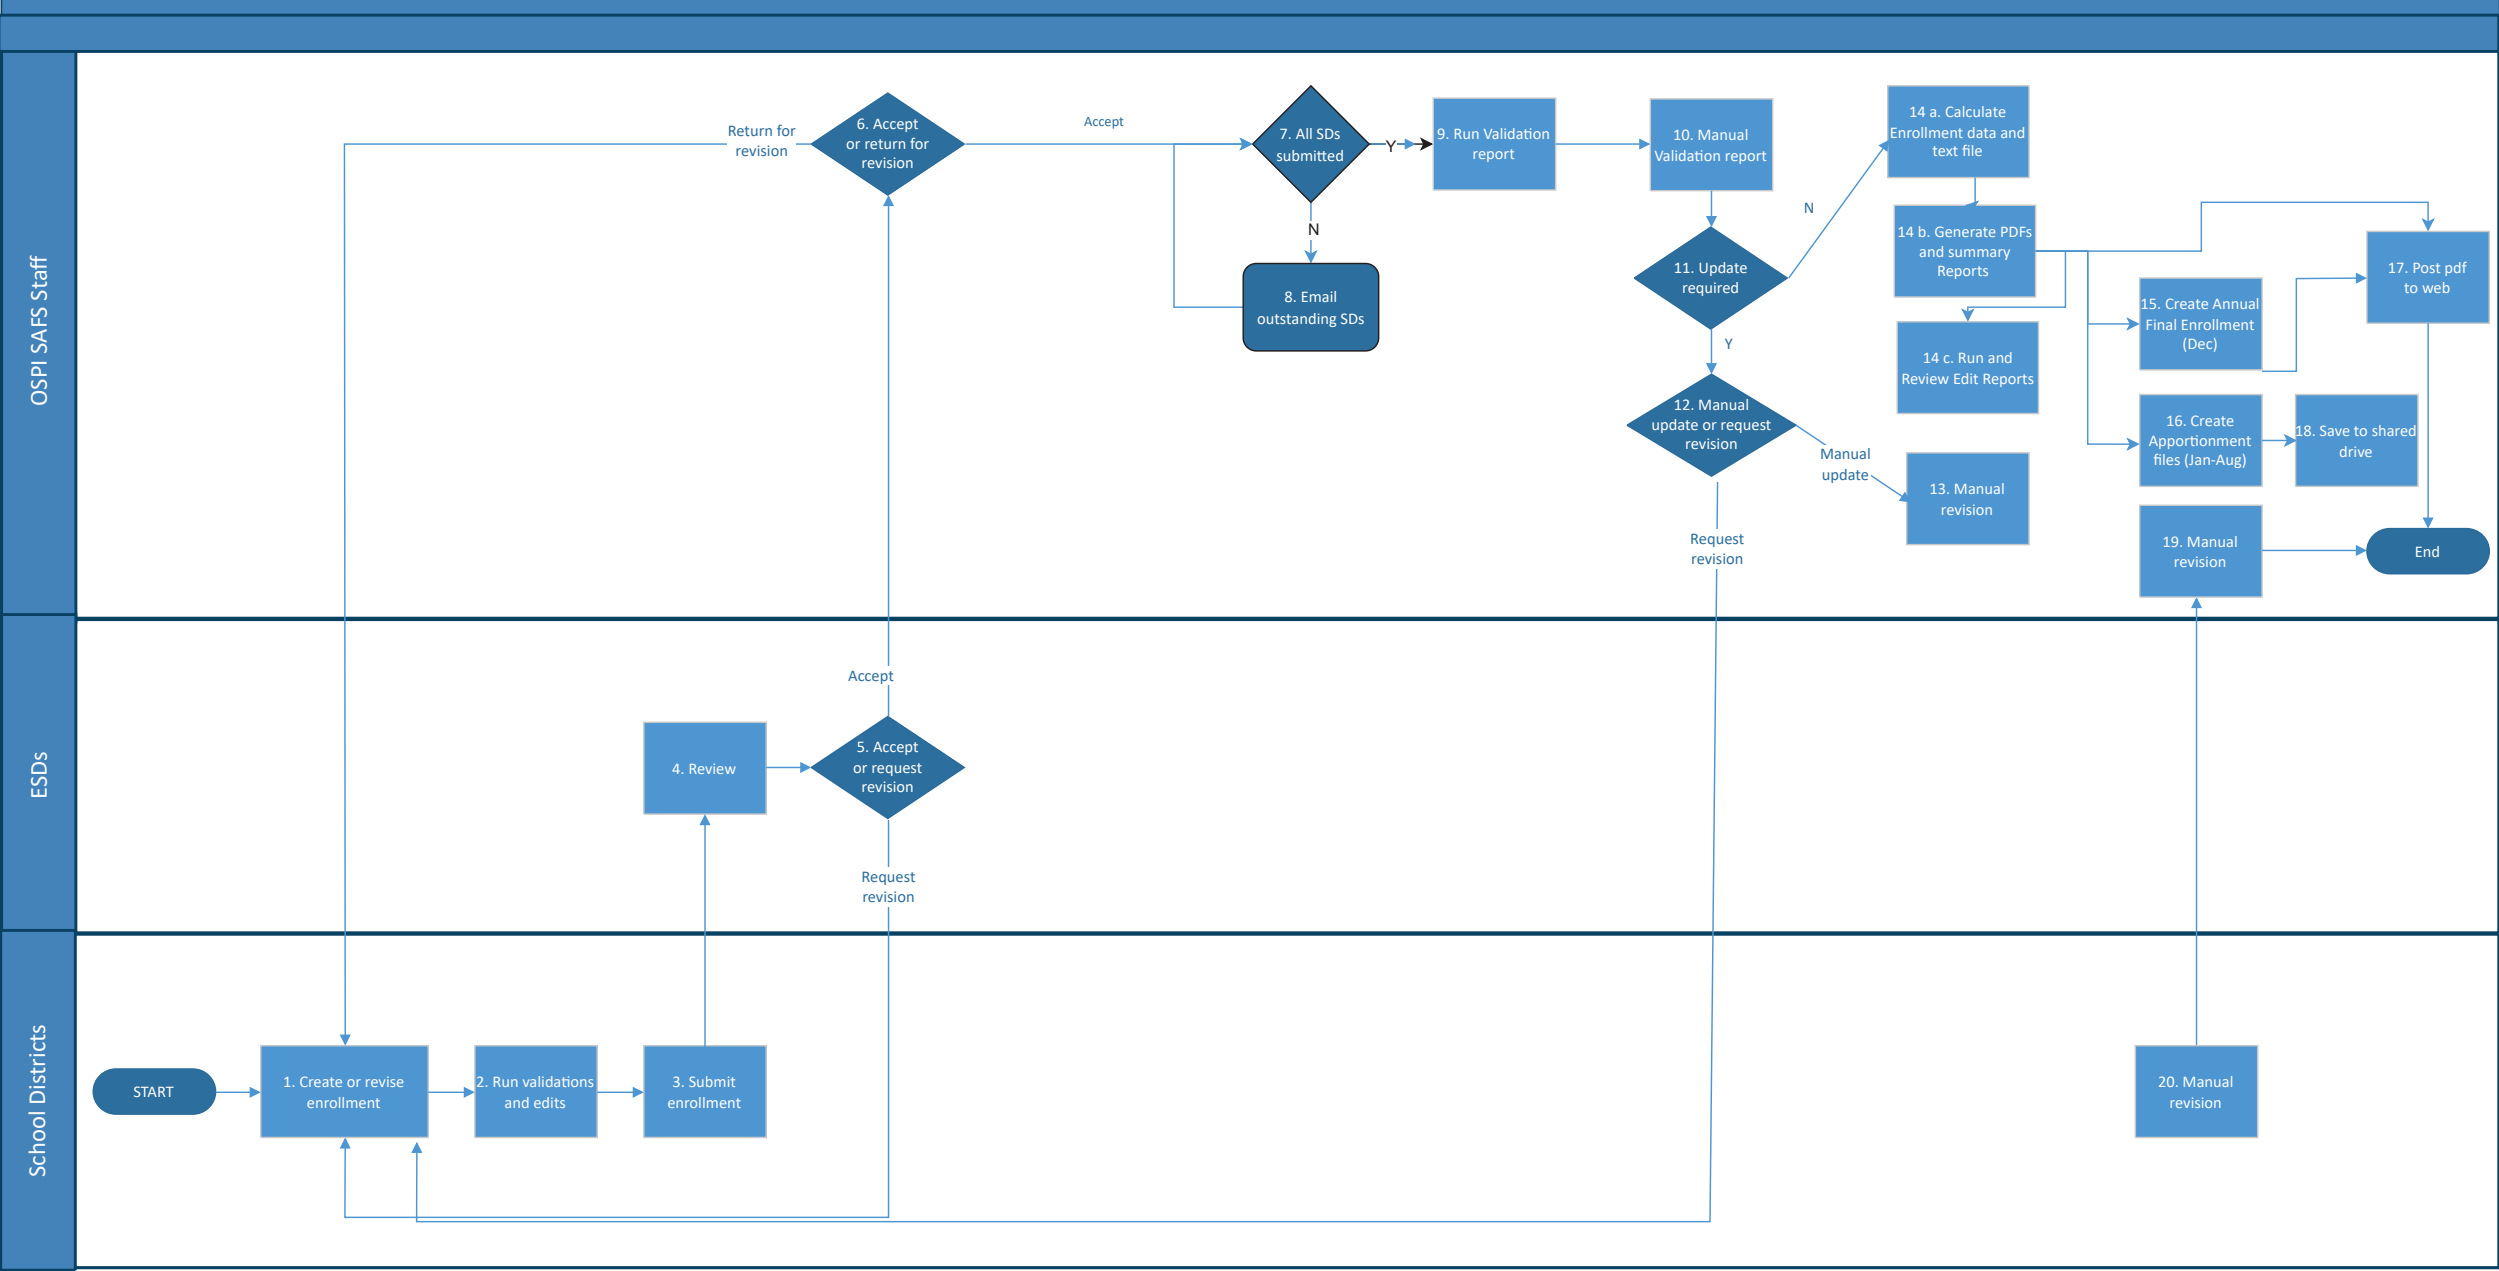 OSPI SAFS Staff
Return for
revision
6. Accept
or return for
revision
Accept
7. All SDs
submitted
Y
N
8. Email
outstanding SDs
9. Run Validation
report
10. Manual
Validation report
11. Update
required
N
Y
12. Manual
update or request
revision
Manual
update
Request
revision
13. Manual
revision
14 a. Calculate
Enrollment data and
text file
14 b. Generate PDFs
and summary
Reports
14 c. Run and
Review Edit Reports
15. Create Annual
Final Enrollment
(Dec)
16. Create
Apportionment
files (Jan-Aug)
17. Post pdf
to web
18. Save to shared
drive
19. Manual
revision
End
ESDs
Accept
4. Review
5. Accept
or request
revision
Request
revision
School Districts
START
1. Create or revise
enrollment
2. Run validations
and edits
3. Submit
enrollment
20. Manual
revision